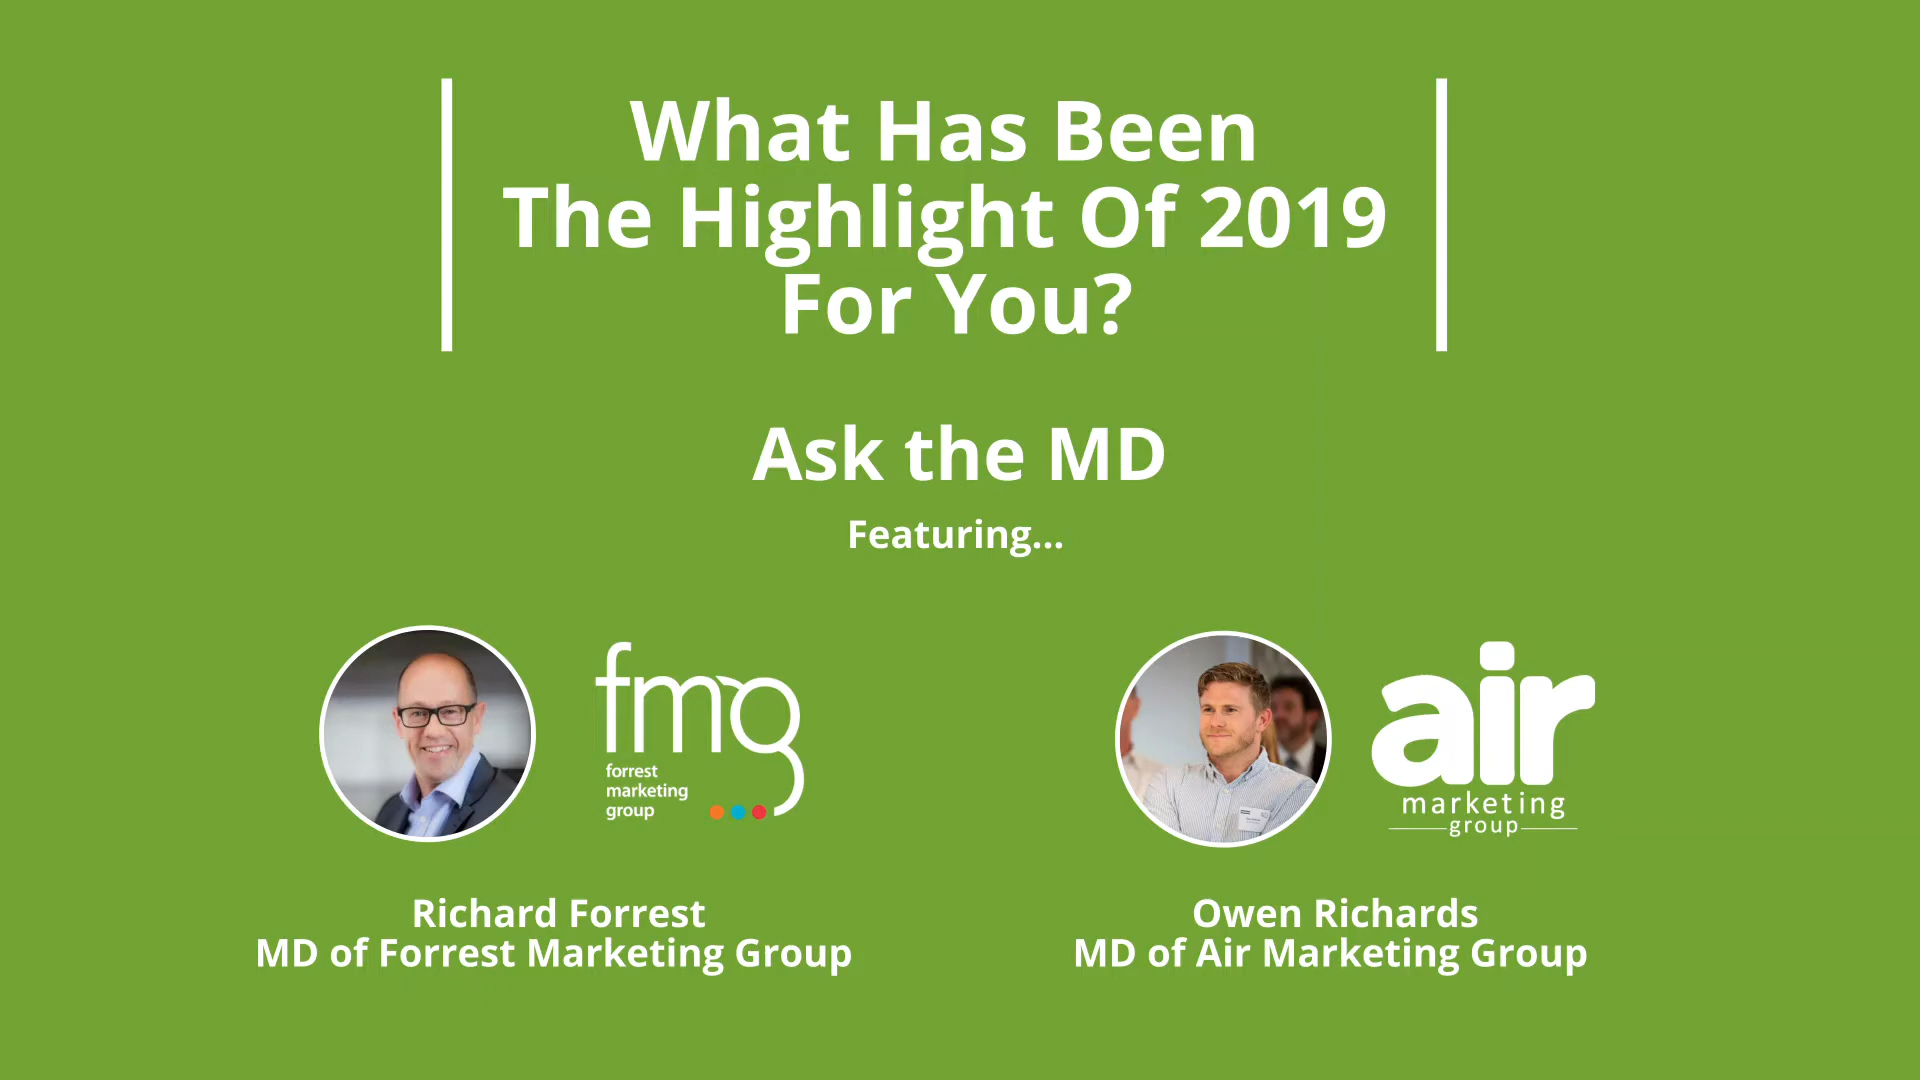 What Has Been
The Highlight Of 2019
For You?
Ask the MD
Featuring...
fmg
forrest
marketing
group
air
marketing
group
Richard Forrest
MD of Forrest Marketing Group
Owen Richards
MD of Air Marketing Group